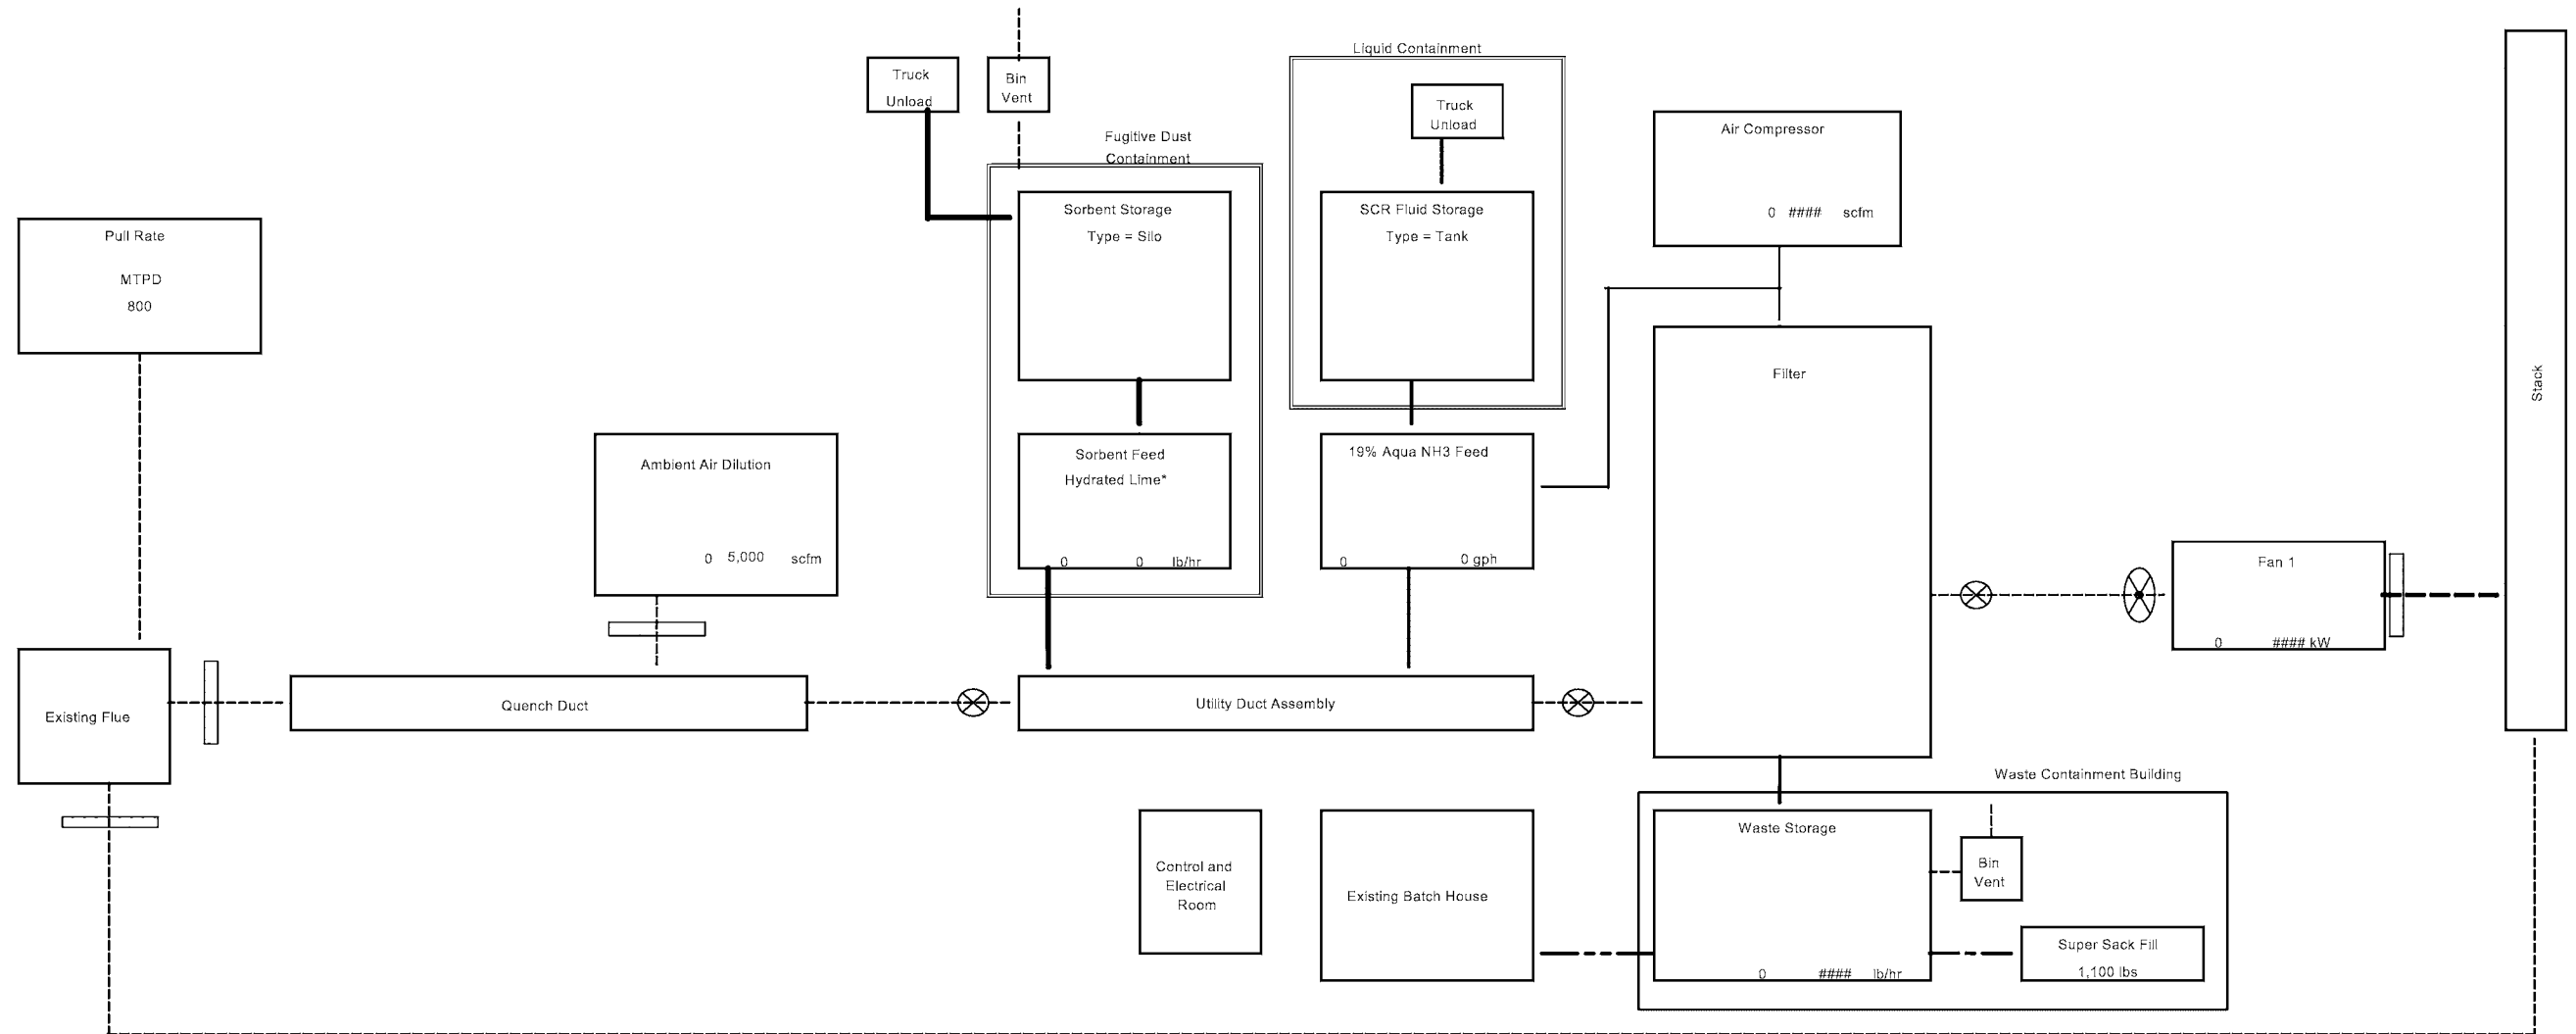 Liquid Containment
Truck
Unload
Bin
Vent
Truck
Unload
Fugitive Dust
Containment
Air Compressor
0 #### scfm
Pull Rate
MTPD
800
Sorbent Storage
Type = Silo
SCR Fluid Storage
Type = Tank
Filter
Stack
Ambient Air Dilution
0 5,000 scfm
Sorbent Feed
Hydrated Lime*
0 0 lb/hr
19% Aqua NH3 Feed
0 0 gph
Fan 1
0 #### kW
Existing Flue
Quench Duct
Utility Duct Assembly
Waste Containment Building
Control and
Electrical
Room
Existing Batch House
Waste Storage
0 #### lb/hr
Bin
Vent
Super Sack Fill
1,100 lbs